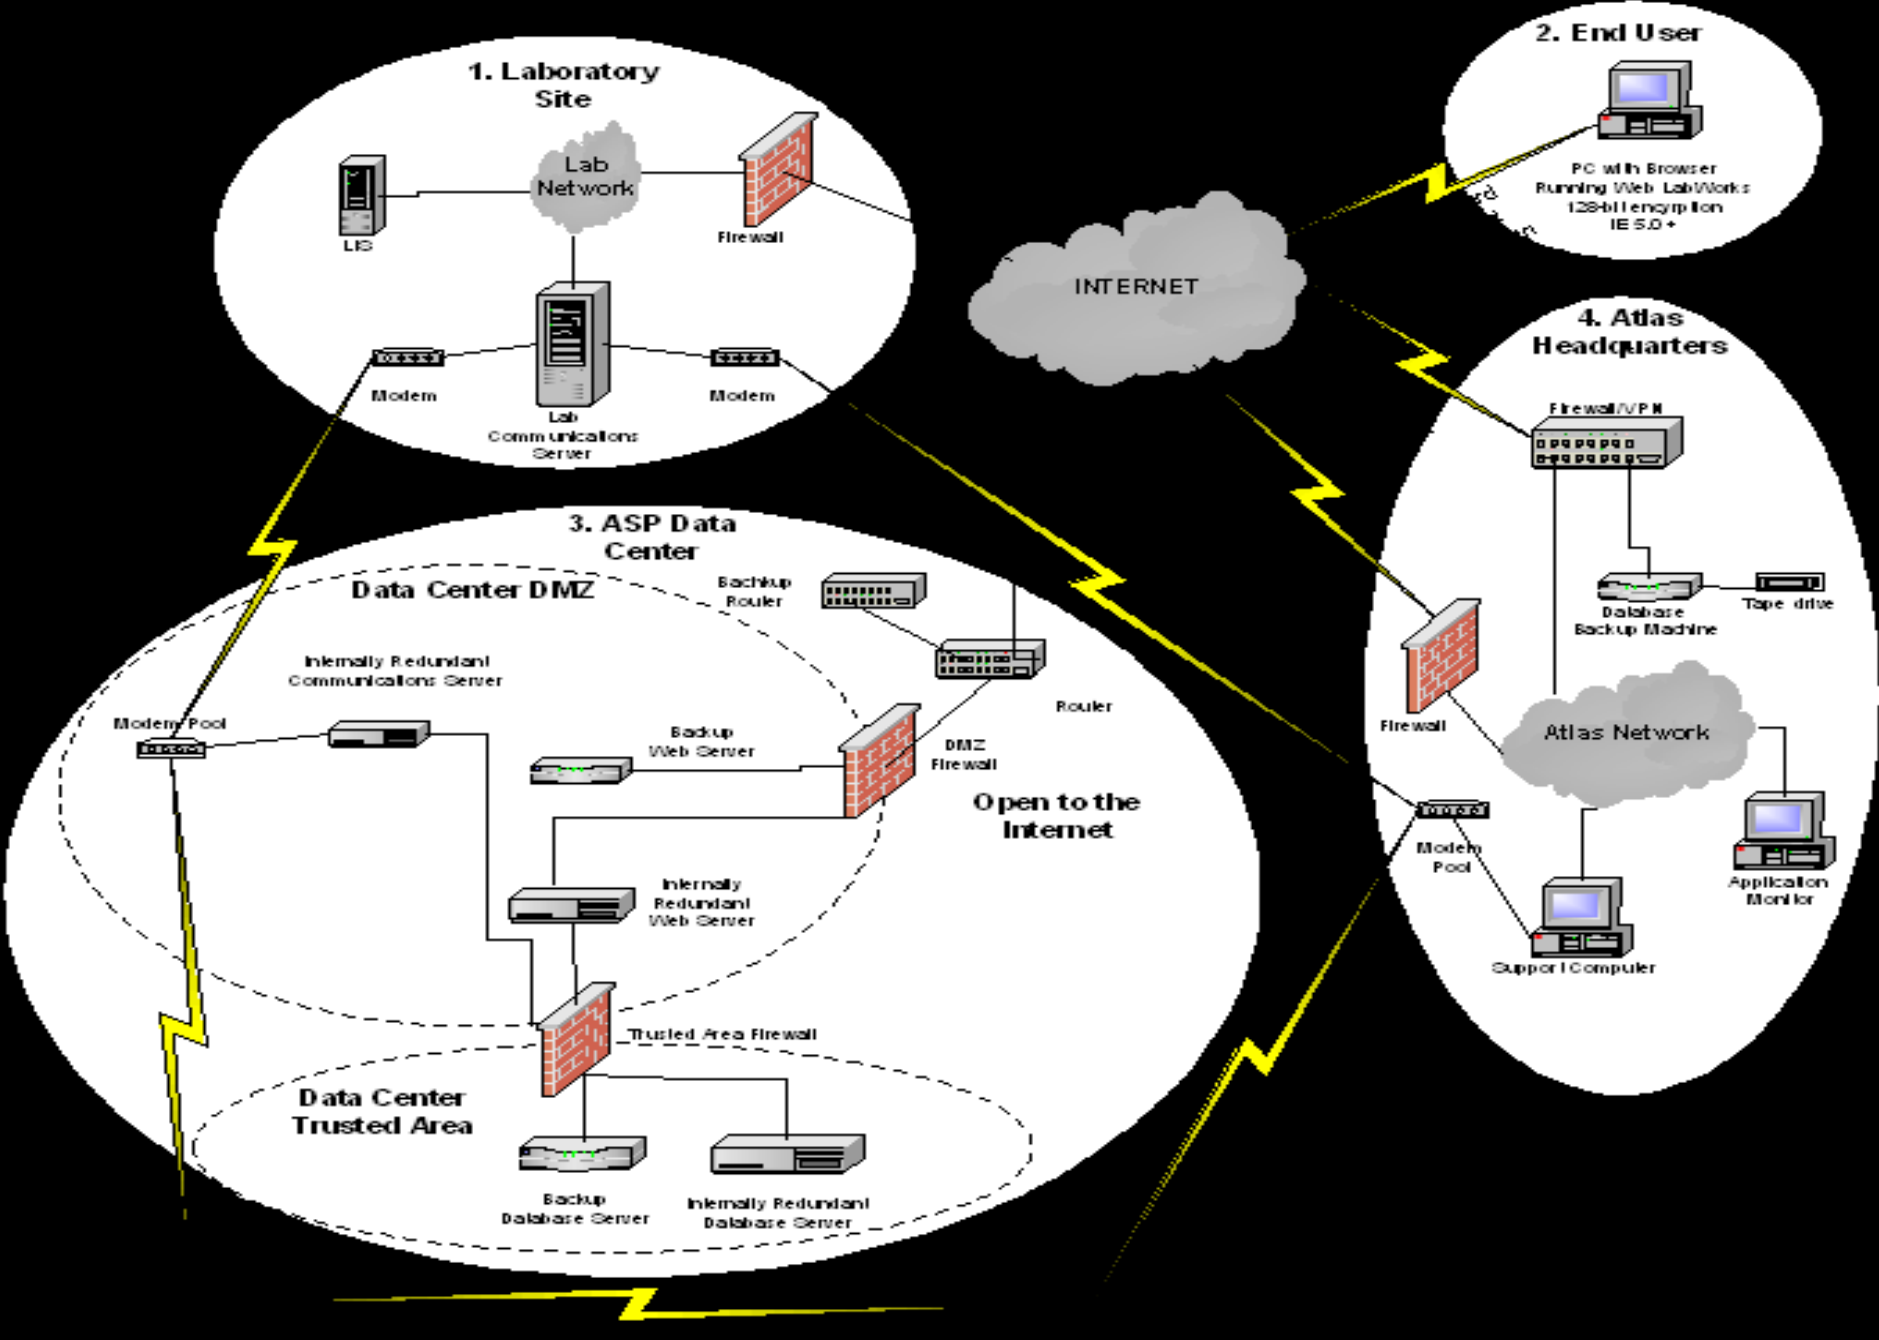 1. Laboratory
Site
Lab
Network
LIS
Firewall
Modem
Modem
Lab
Communications
Server
2. End User
PC with Browser
Running Web LabWorks
128-bit encyrption
IE 5.0 +
INTERNET
4. Atlas
Headquarters
Firewall/VPN
Database
Backup Machine
Tape drive
Firewall
Atlas Network
Modem
Pool
Application
Monitor
Support Computer
3. ASP Data
Center
Data Center DMZ
Bachkup
Router
Router
Internally Redundant
Communications Server
Modem Pool
Backup
Web Server
DMZ
Firewall
Open to the
Internet
Internally
Redundant
Web Server
Trusted Area Firewall
Data Center
Trusted Area
Backup
Database Server
Internally Redundant
Database Server